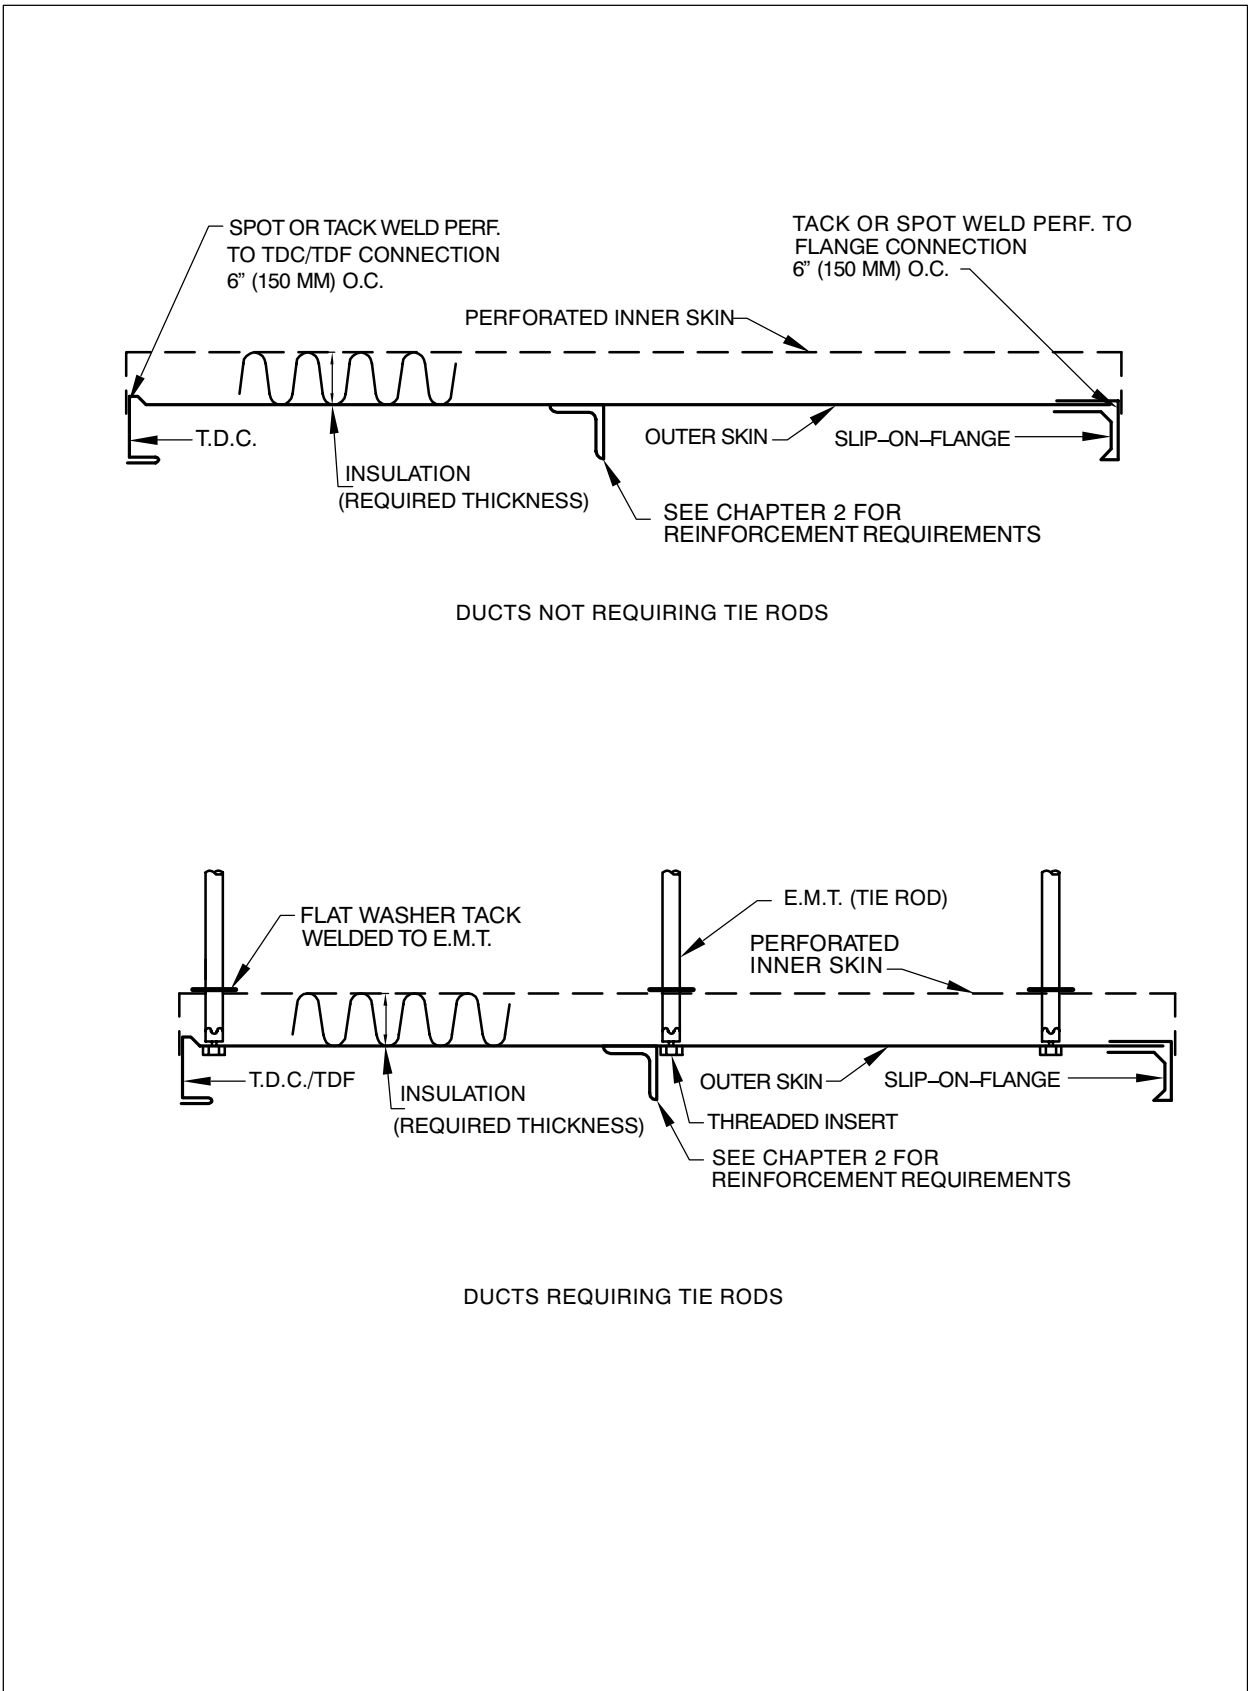 SPOT OR TACK WELD PERF.
TO TDC/TDF CONNECTION
6” (150 MM) O.C.
TACK OR SPOT WELD PERF. TO
FLANGE CONNECTION
6” (150 MM) O.C.
PERFORATED INNER SKIN
T.D.C.
OUTER SKIN
SLIP–ON–FLANGE
INSULATION
(REQUIRED THICKNESS)
SEE CHAPTER 2 FOR
REINFORCEMENT REQUIREMENTS
DUCTS NOT REQUIRING TIE RODS
FLAT WASHER TACK
WELDED TO E.M.T.
E.M.T. (TIE ROD)
PERFORATED
INNER SKIN
T.D.C./TDF
INSULATION
(REQUIRED THICKNESS)
OUTER SKIN
SLIP–ON–FLANGE
THREADED INSERT
SEE CHAPTER 2 FOR
REINFORCEMENT REQUIREMENTS
DUCTS REQUIRING TIE RODS